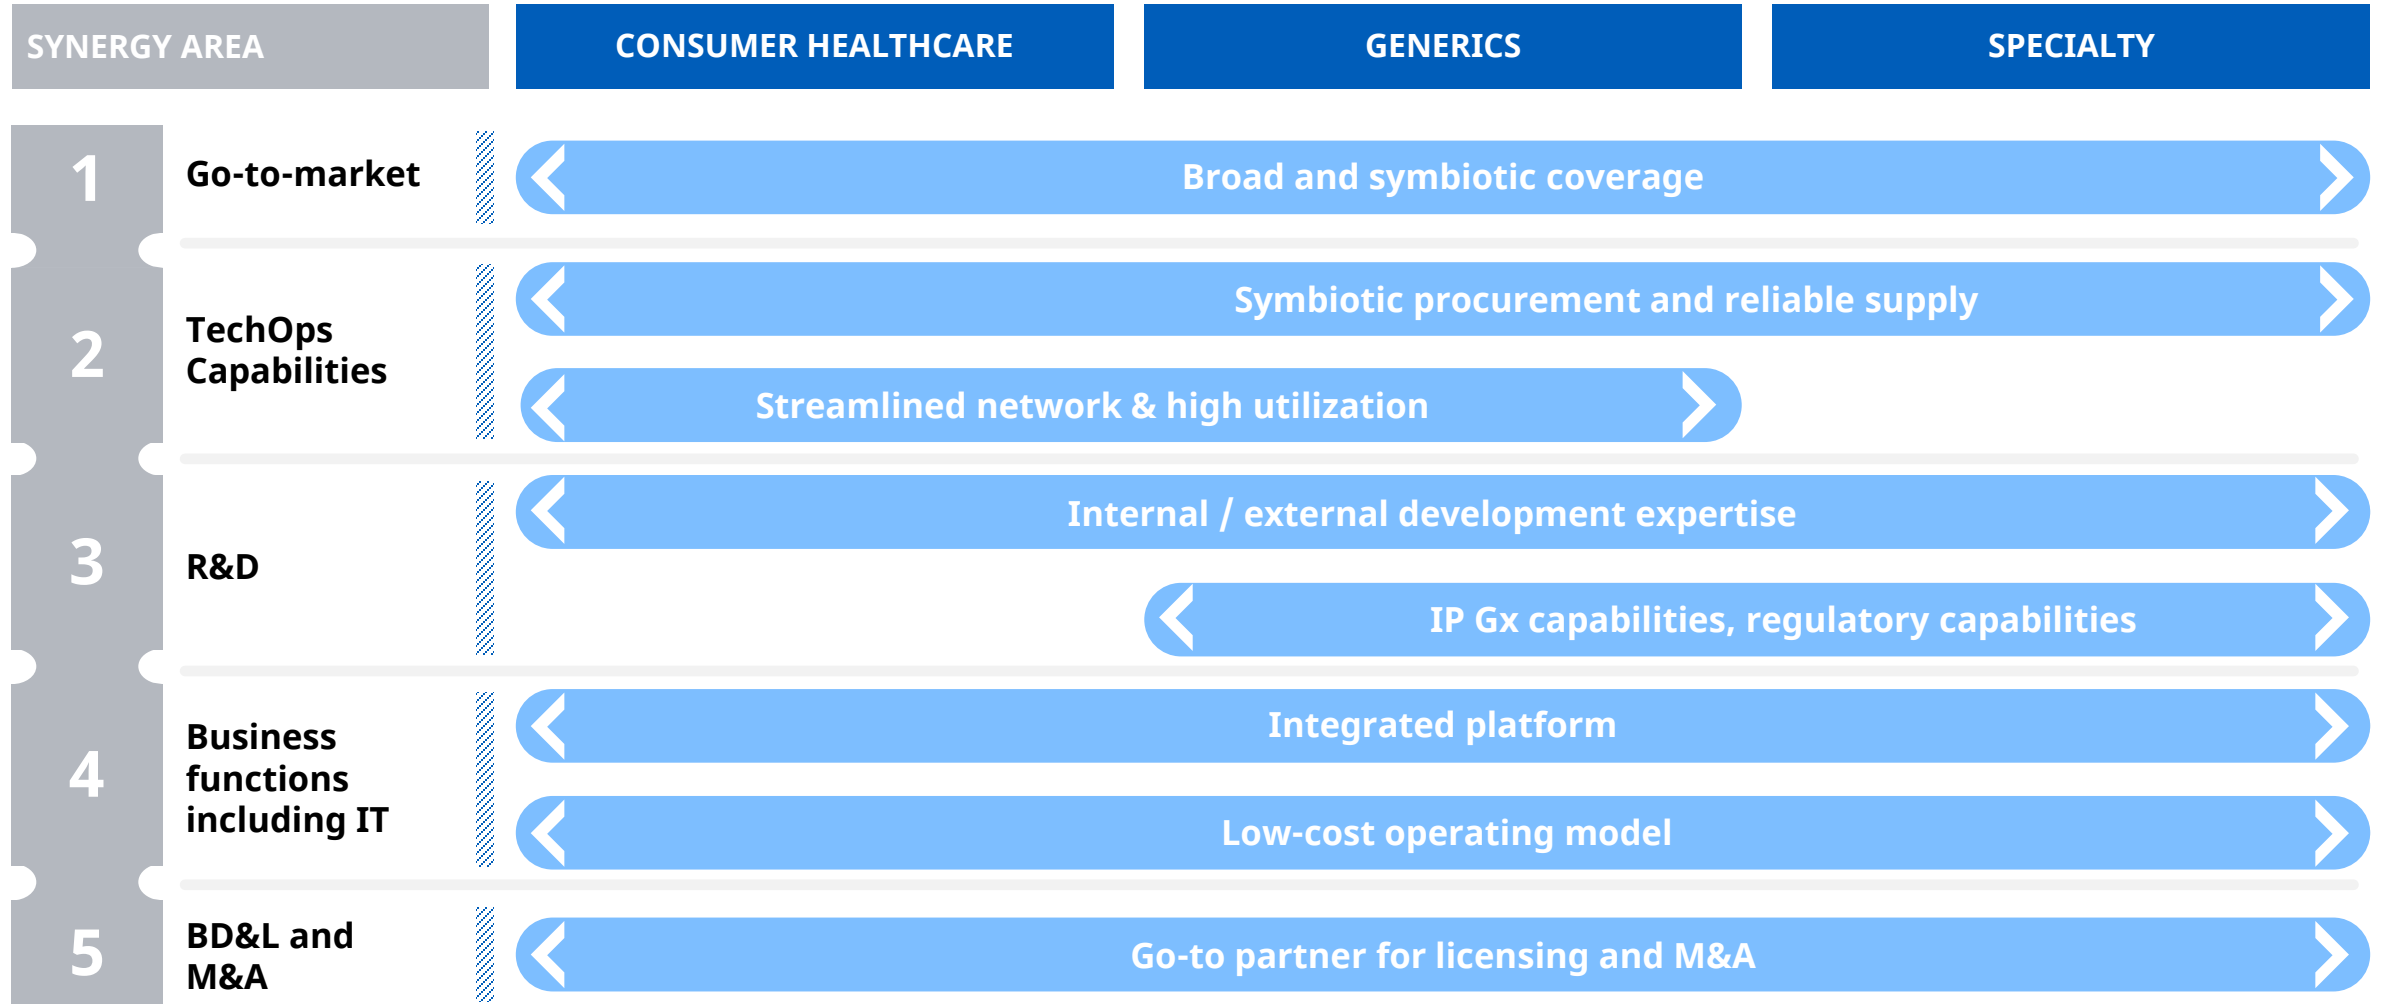 SYNERGY AREA
CONSUMER HEALTHCARE
GENERICS
SPECIALTY
1
Go-to-market
Broad and symbiotic coverage
2
TechOps
Capabilities
Symbiotic procurement and reliable supply
Streamlined network & high utilization
3
R&D
Internal / external development expertise
IP Gx capabilities, regulatory capabilities
4
Business
functions
including IT
Integrated platform
Low-cost operating model
5
BD&L and
M&A
Go-to partner for licensing and M&A